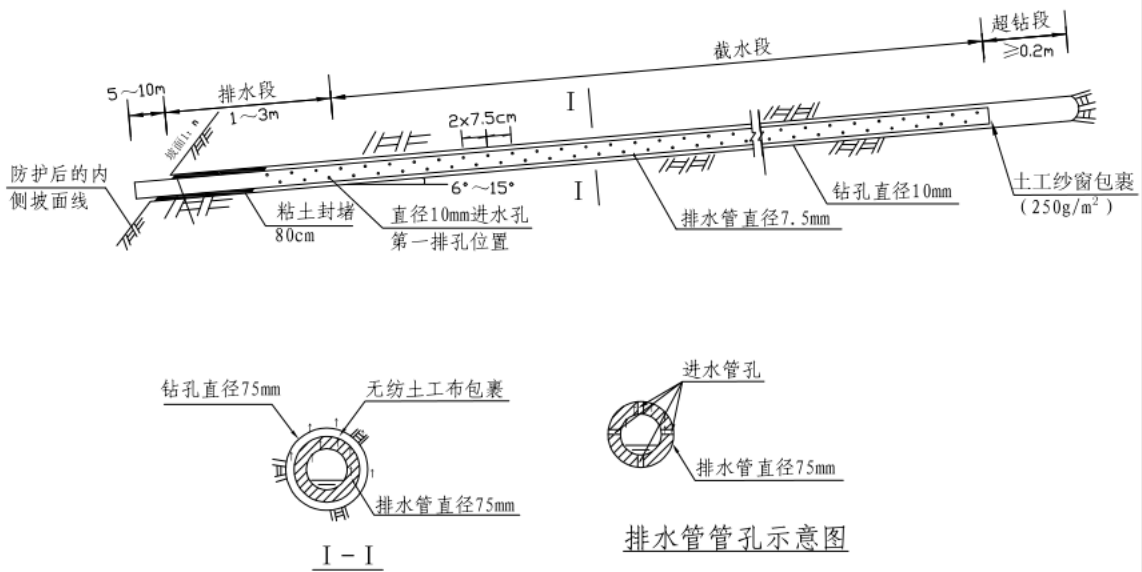 超钻段
≥0.2m
截水段
5～10m
排水段
1～3m
坡面1:n
2x7.5cm
I
I
防护后的内
侧坡面线
6°～15°
粘土封堵
80cm
直径10mm进水孔
第一排孔位置
排水管直径7.5mm
钻孔直径10mm
土工纱窗包裹
(250g/m²)
钻孔直径75mm
无纺土工布包裹
排水管直径75mm
I-I
进水管孔
排水管直径75mm
排水管管孔示意图